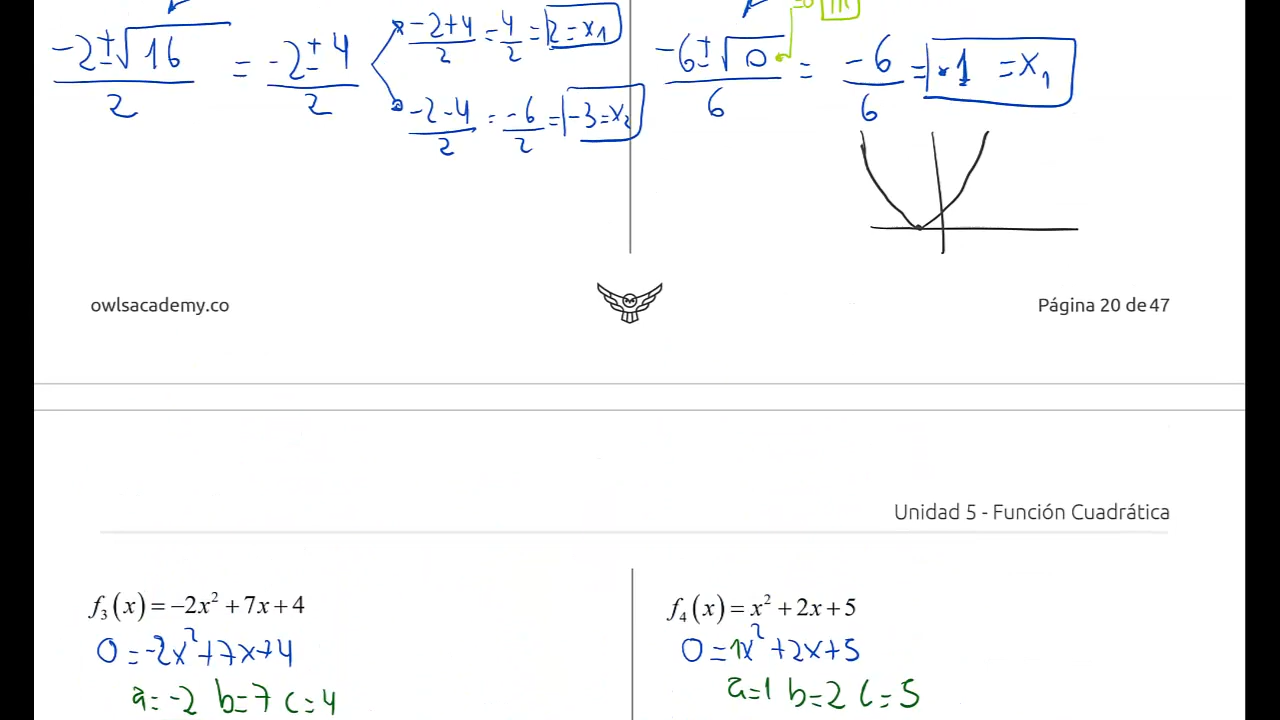 (-2±√16)/2 = (-2±4)/2
(-2+4)/2 = 4/2 = 2 = x₁
(-2-4)/2 = -6/2 = -3 = x₂
(-6±√0)/6 = -6/6 = -1 = x₁
owlsacademy.co
Página 20 de 47
Unidad 5 - Función Cuadrática
f₃(x) = −2x² + 7x + 4
0 = -2x² + 7x + 4
a = -2 b = 7 c = 4
f₄(x) = x² + 2x + 5
0 = 1x² + 2x + 5
a = 1 b = 2 c = 5